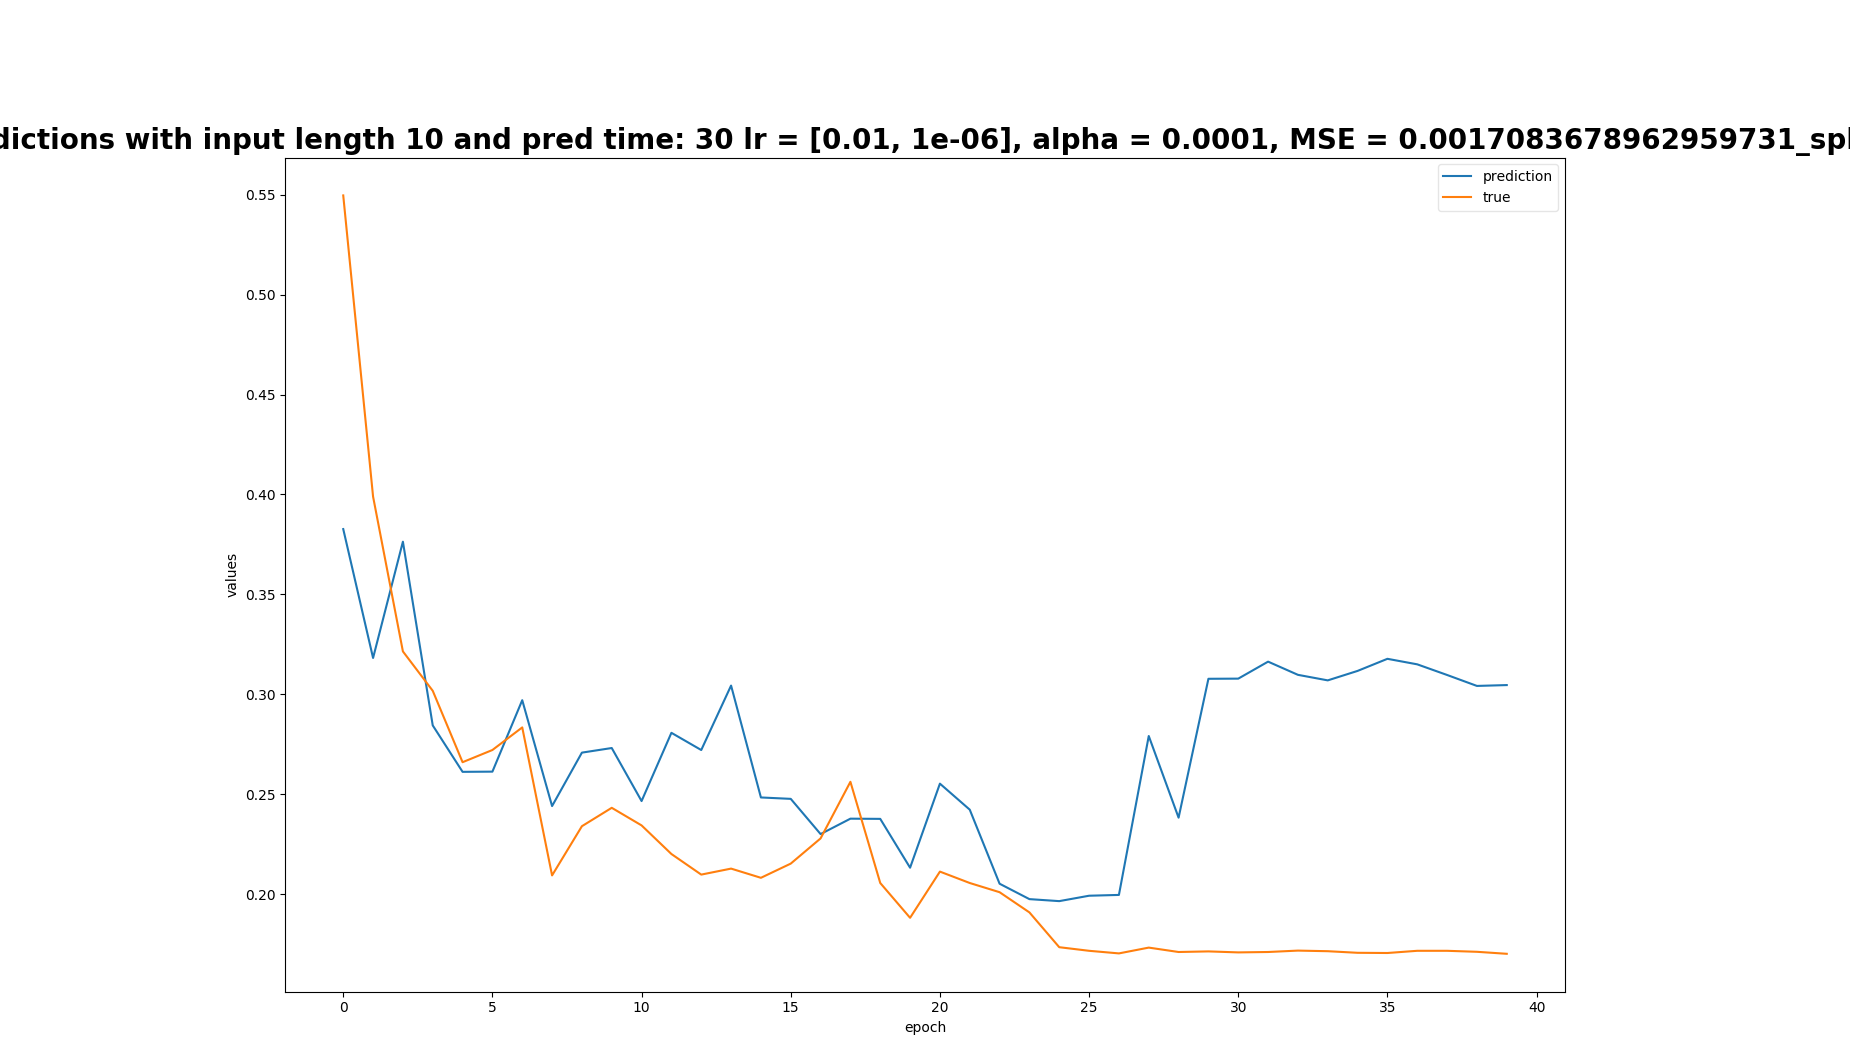 dictions with input length 10 and pred time: 30 lr = [0.01, 1e-06], alpha = 0.0001, MSE = 0.0017083678962959731_spl
prediction
true
0.55
0.50
0.45
0.40
0.35
0.30
0.25
0.20
values
0 5 10 15 20 25 30 35 40
epoch